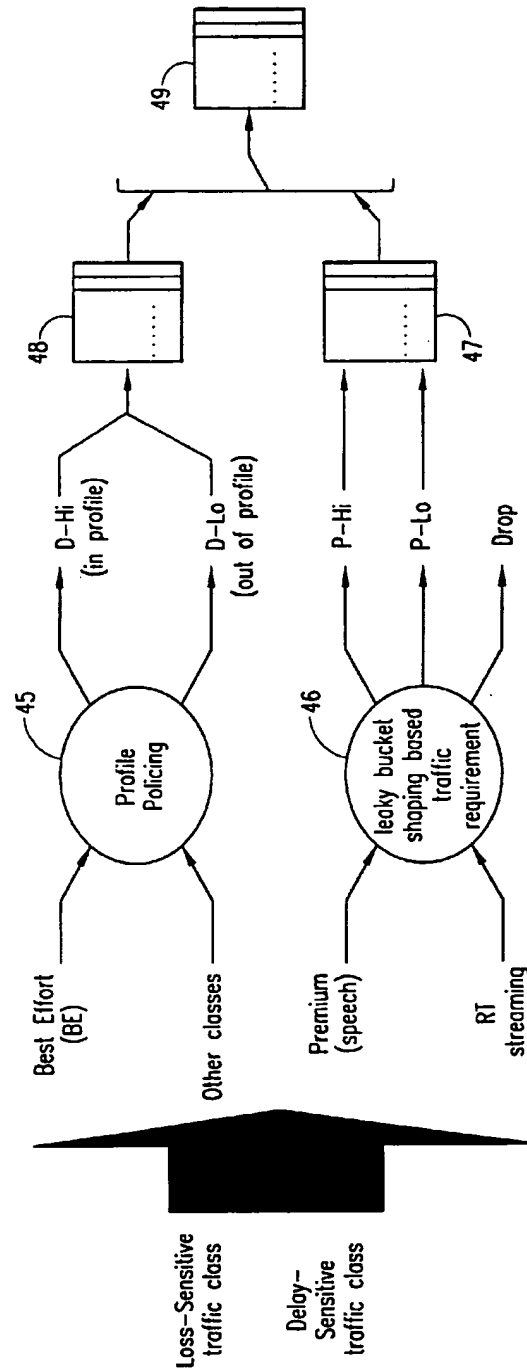 Loss-Sensitive
traffic class
Delay-
Sensitive
traffic class
Best Effort
(BE)
Other classes
Premium
(speech)
RT
streaming
45
Profile
Policing
46
leaky bucket
shaping based
traffic
requirement
D-Hi
(in profile)
D-Lo
(out of profile)
P-Hi
P-Lo
Drop
48
47
49